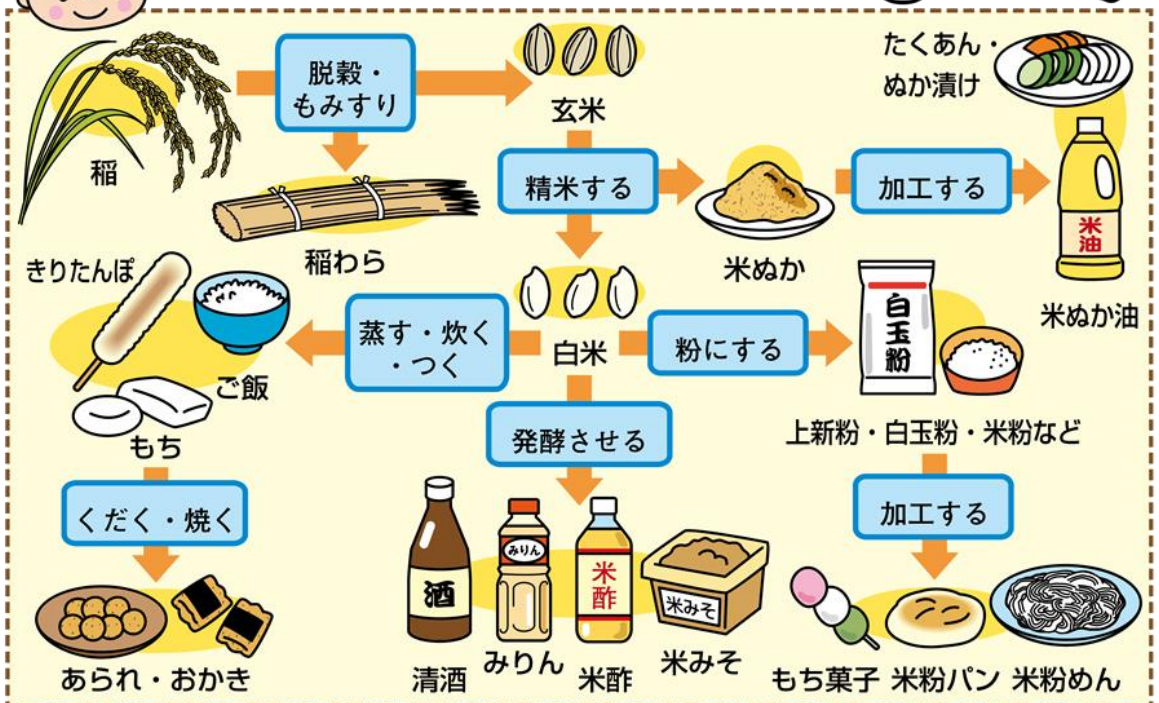 稲
脱穀・
もみすり
玄米
たくあん・
ぬか漬け
稲わら
精米する
米ぬか
加工する
米油
米ぬか油
きりたんぽ
ご飯
もち
蒸す・炊く
・つく
白米
粉にする
白玉粉
上新粉・白玉粉・米粉など
くだく・焼く
発酵させる
加工する
あられ・おかき
酒
清酒
みりん
みりん
米酢
米酢
米みそ
米みそ
もち菓子
米粉パン
米粉めん